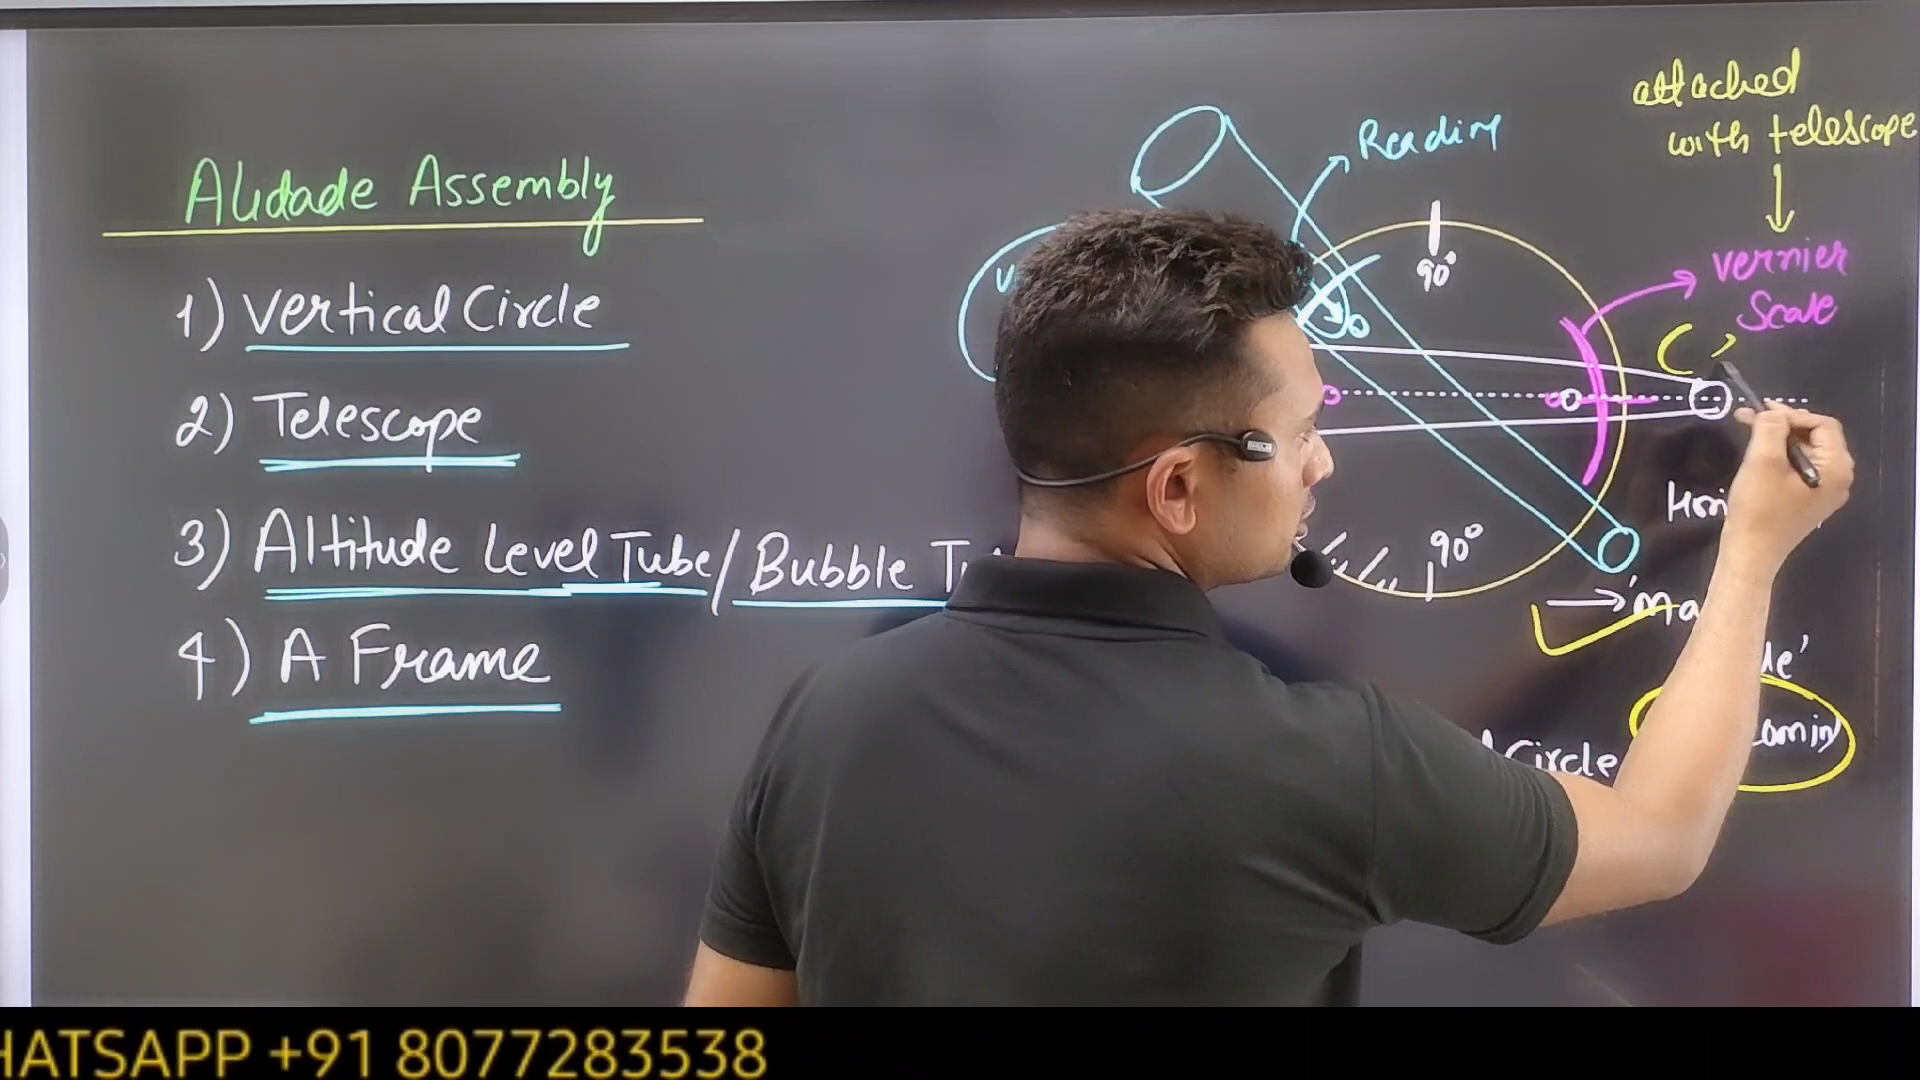 Alidade Assembly
1) Vertical Circle
2) Telescope
3) Altitude Level Tube/ Bubble
4) A Frame
attached
with telescope
Reading
vernier
Scale
90°
0
C
90°
Circle
HATSAPP +91 8077283538